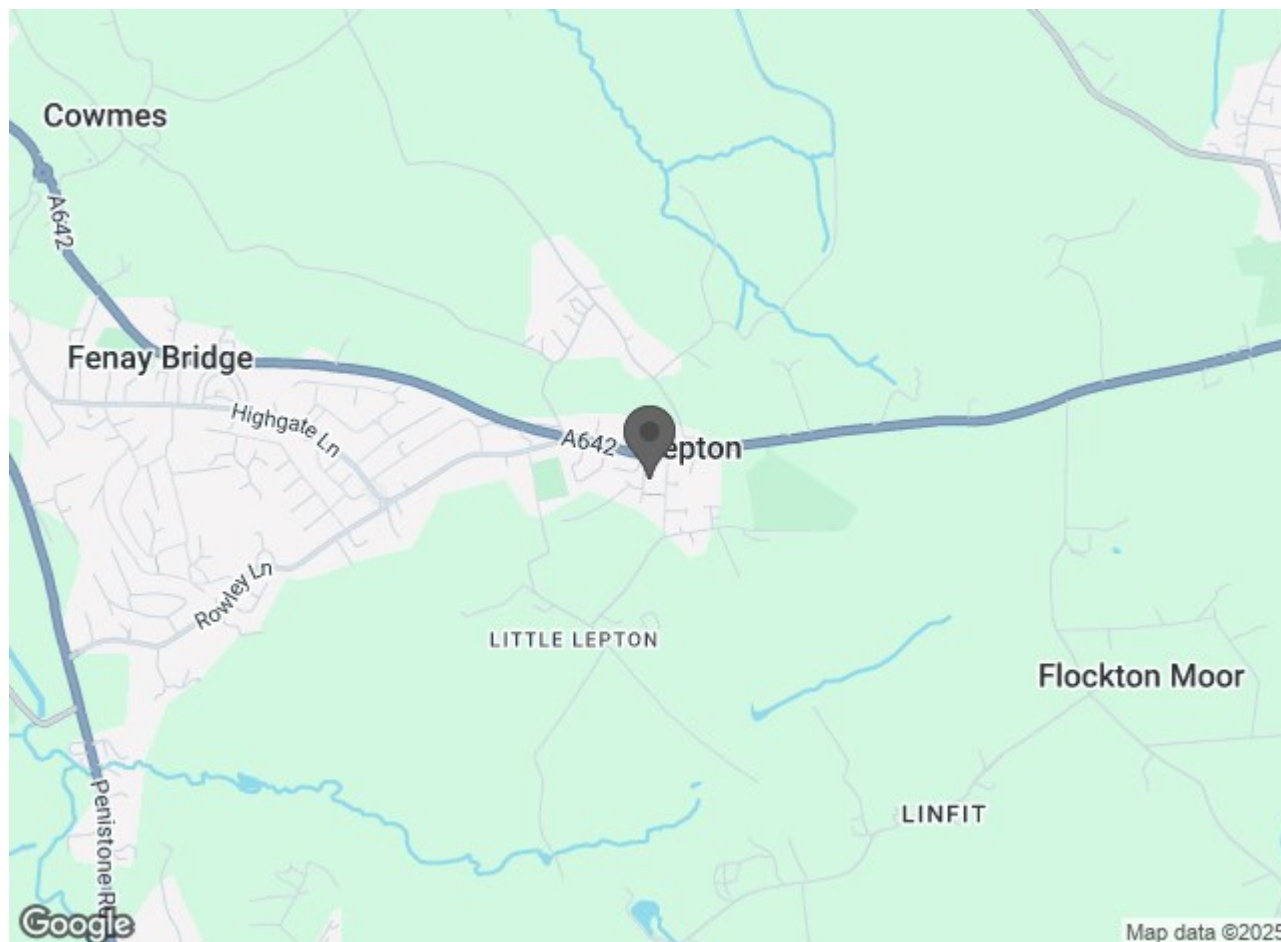 Cowmes
A642
Fenay Bridge
Highgate Ln
A642
epton
Rowley Ln
LITTLE LEPTON
Flockton Moor
LINFIT
Penistone Rd
Google
Map data ©2025